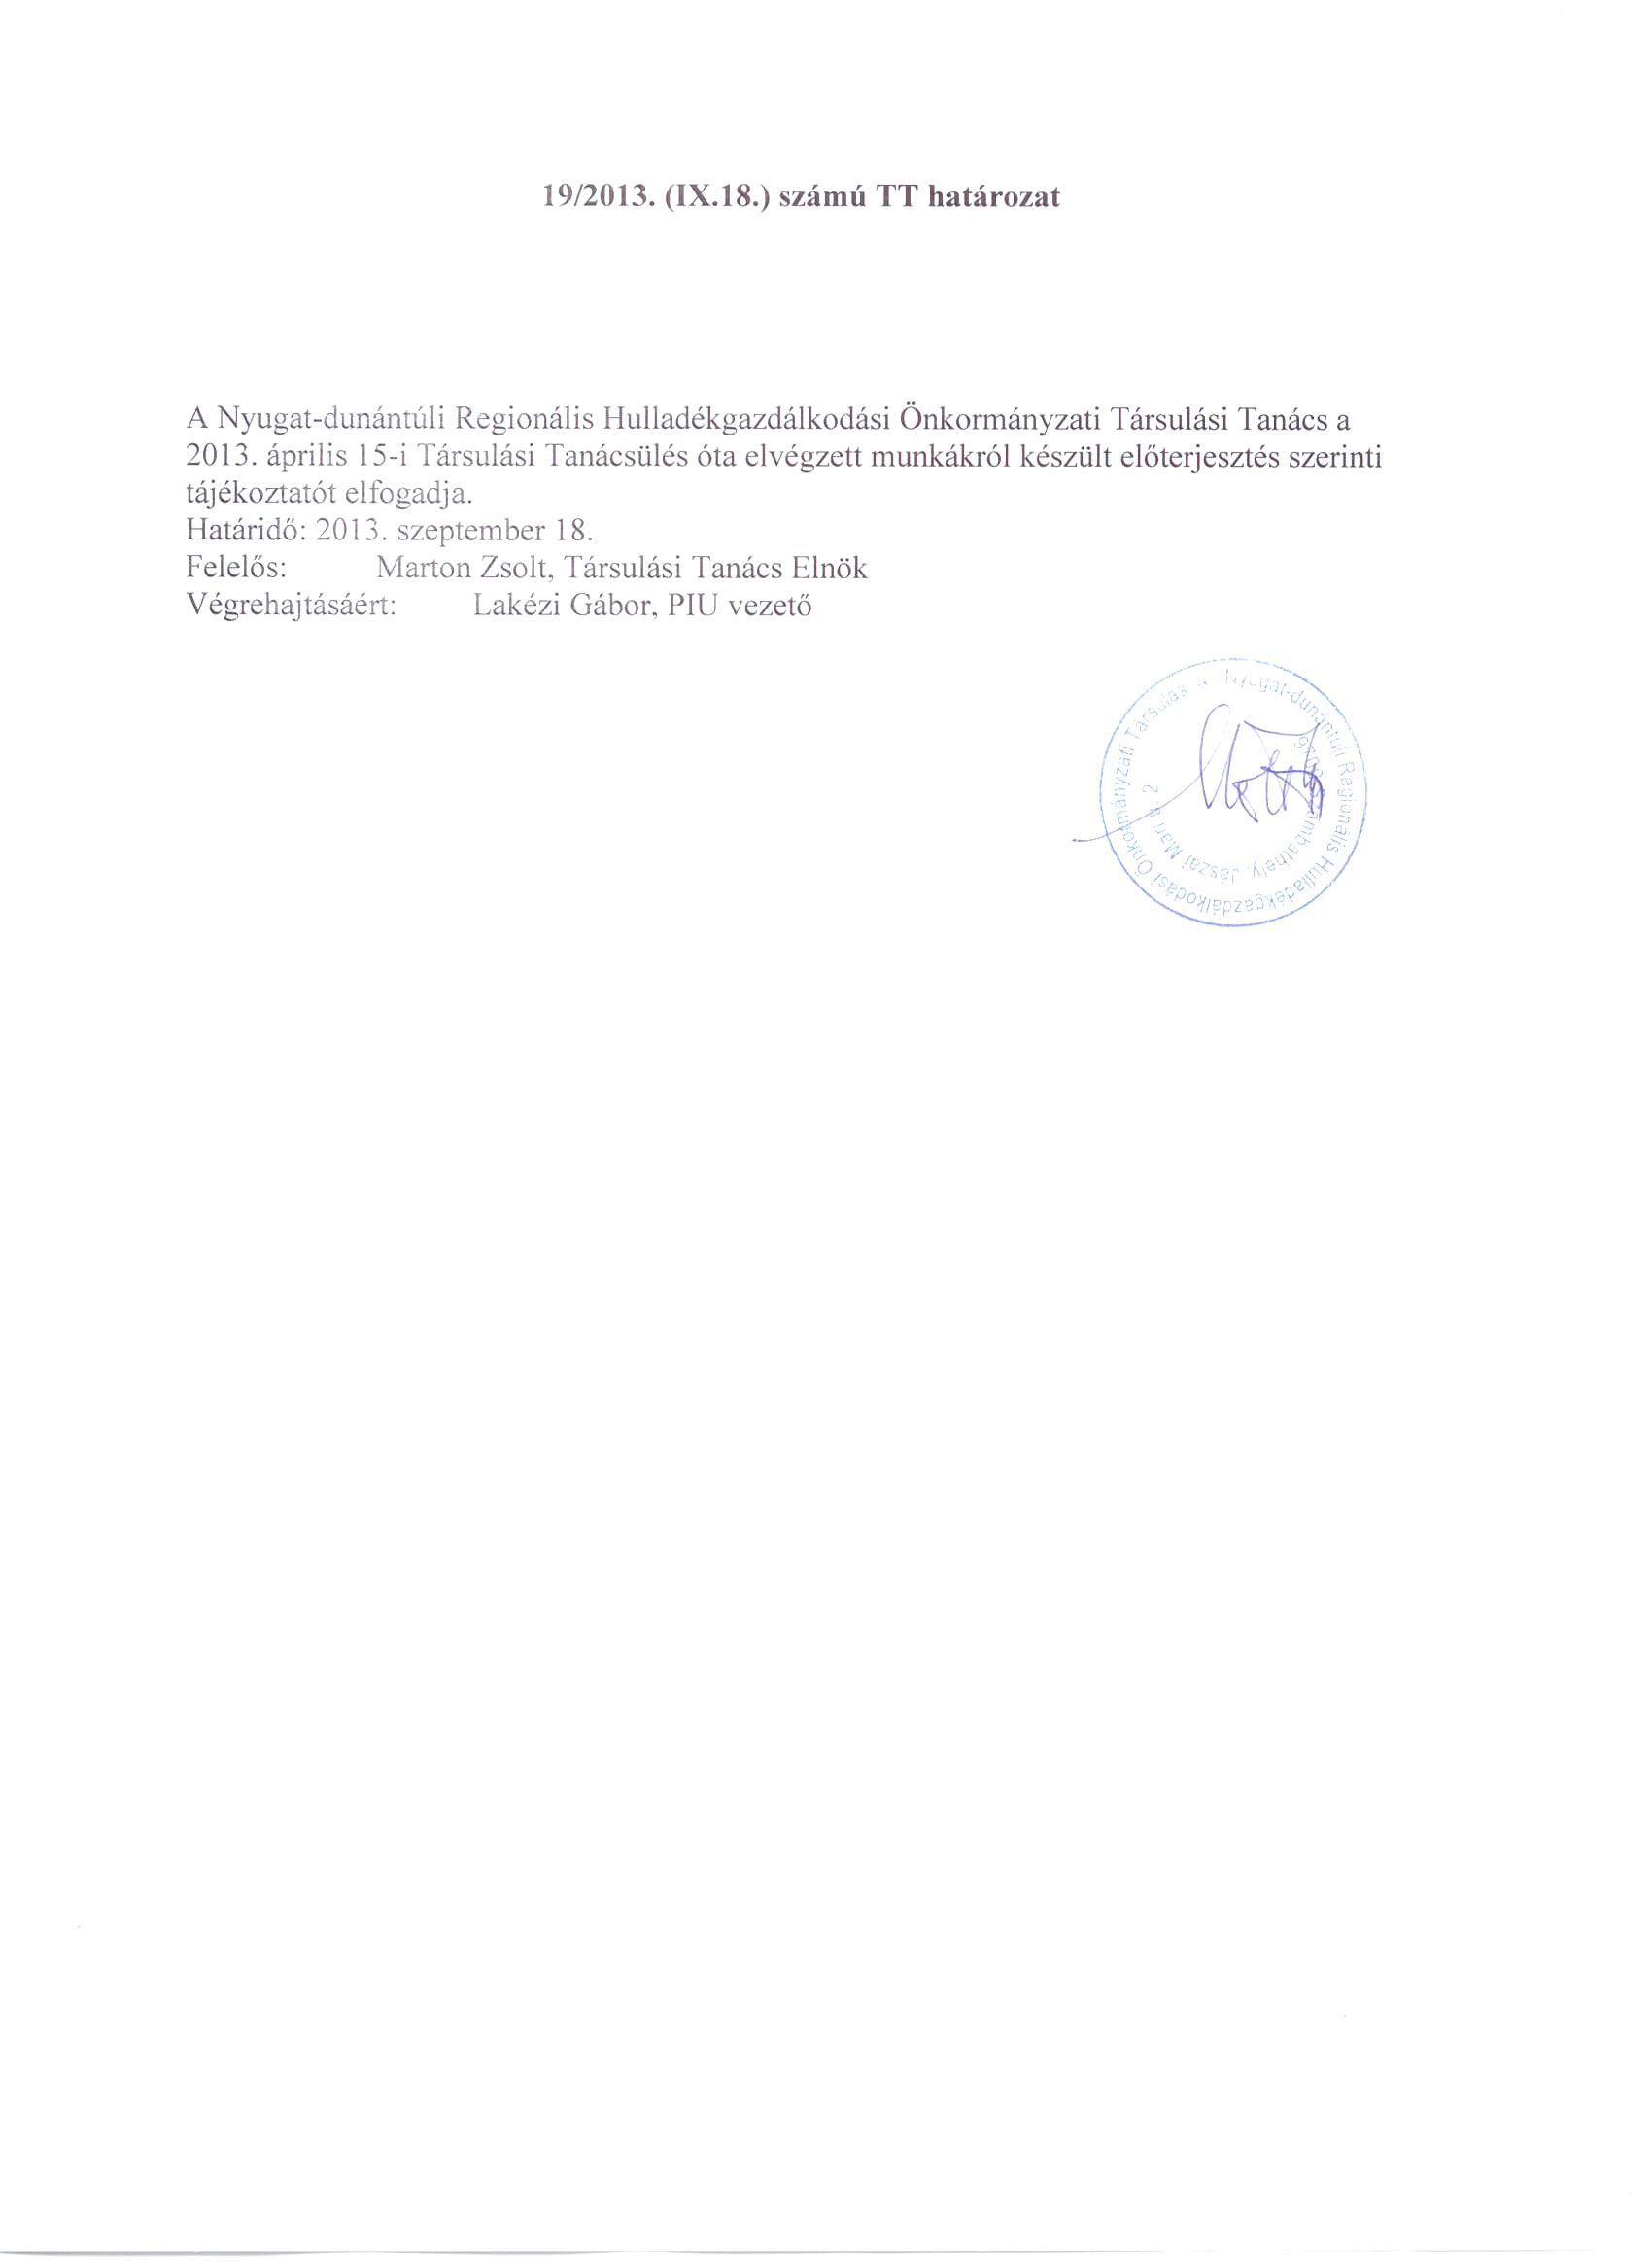 19/2013. (IX.18.) számú TT határozat
A Nyugat-dunántúli Regionális Hulladékgazdálkodási Önkormányzati Társulási Tanács a
2013. április 15-i Társulási Tanácsülés óta elvégzett munkákról készült előterjesztés szerinti
tájékoztatót elfogadja.
Határidő: 2013. szeptember 18.
Felelős: Marton Zsolt, Társulási Tanács Elnök
Végrehajtásáért: Lakézi Gábor, PIU vezető
Nyugat-dunántúli Regionális Hulladékgazdálkodási Önkormányzati Társulás
Jászai Mari u. 2